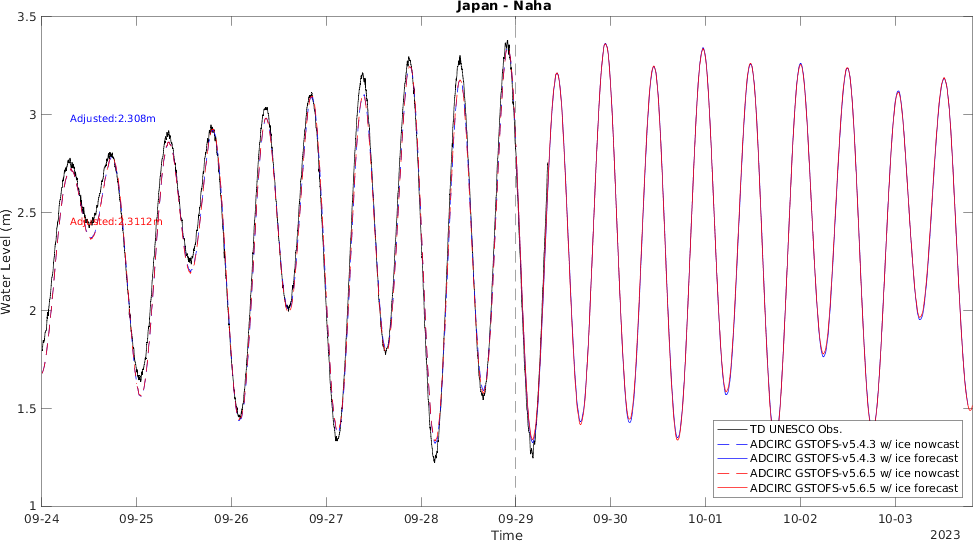 Japan - Naha
3.5
3
2.5
2
1.5
1
Water Level (m)
Adjusted:2.308m
Adjusted:2.3112m
TD UNESCO Obs.
ADCIRC GSTOFS-v5.4.3 w/ ice nowcast
ADCIRC GSTOFS-v5.4.3 w/ ice forecast
ADCIRC GSTOFS-v5.6.5 w/ ice nowcast
ADCIRC GSTOFS-v5.6.5 w/ ice forecast
09-24 09-25 09-26 09-27 09-28 09-29 09-30 10-01 10-02 10-03
Time
2023